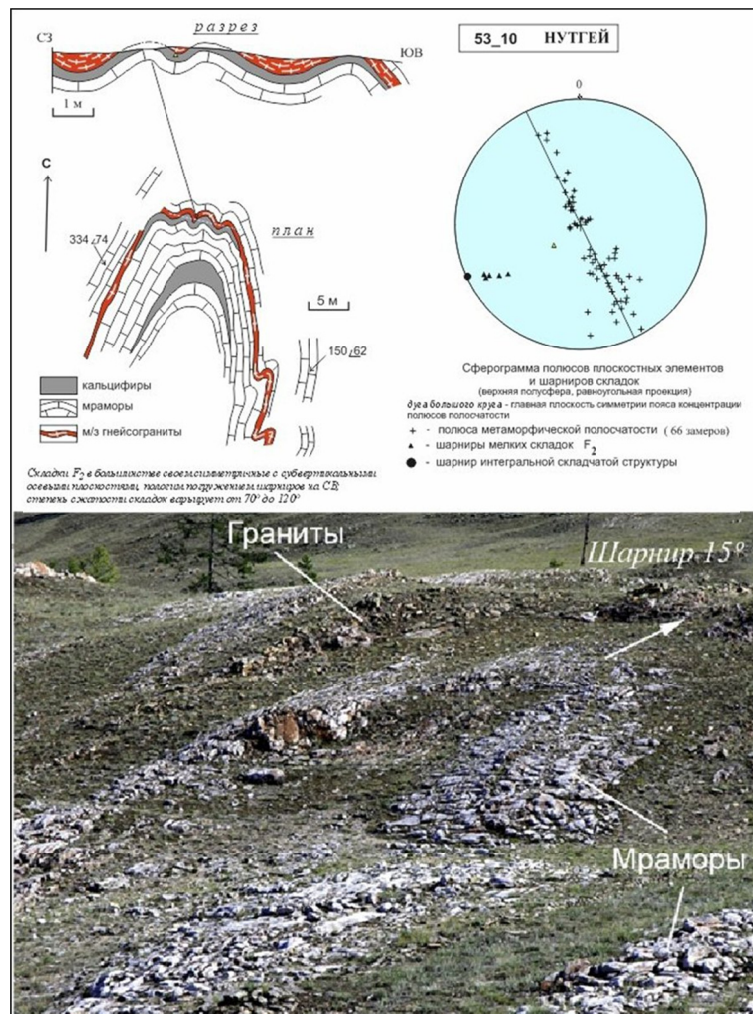 разрез
СЗ
ЮВ
1 м
53_10 НУТГЕЙ
0
С
334∠74
план
5 м
150∠62
кальцифиры
мраморы
м/з гнейсограниты
Складки F2 в большинстве своем симметричные с субвертикальными
осевыми плоскостями, пологим погружением шарниров на СВ;
степень сжатости складок варьирует от 70° до 120°
Сферограмма полюсов плоскостных элементов
и шарниров складок
(верхняя полусфера, равноугольная проекция)
дуга большого круга - главная плоскость симметрии пояса концентрации
полюсов полосчатости
+ - полюса метаморфической полосчатости (66 замеров)
▲ - шарниры мелких складок F2
● - шарнир интегральной складчатой структуры
Граниты
Шарнир 15º
Мраморы